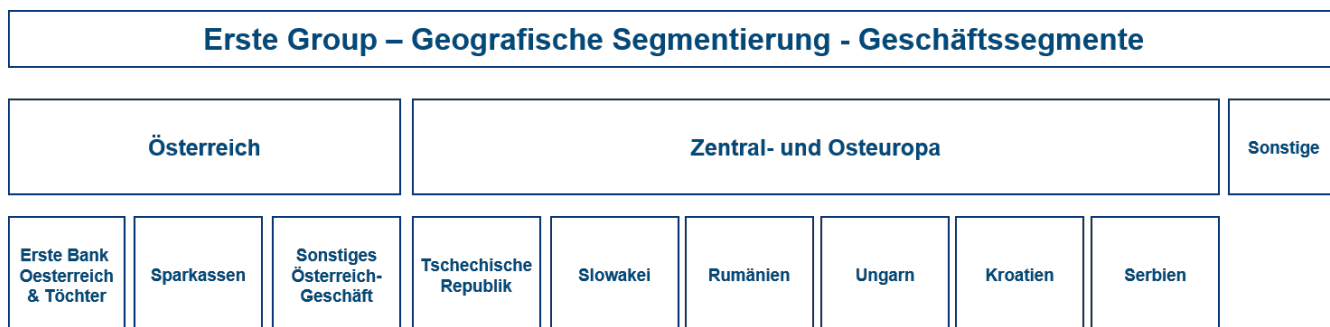 Erste Group – Geografische Segmentierung - Geschäftssegmente
Österreich
Zentral- und Osteuropa
Sonstige
Erste Bank
Oesterreich
& Töchter
Sparkassen
Sonstiges
Österreich-
Geschäft
Tschechische
Republik
Slowakei
Rumänien
Ungarn
Kroatien
Serbien